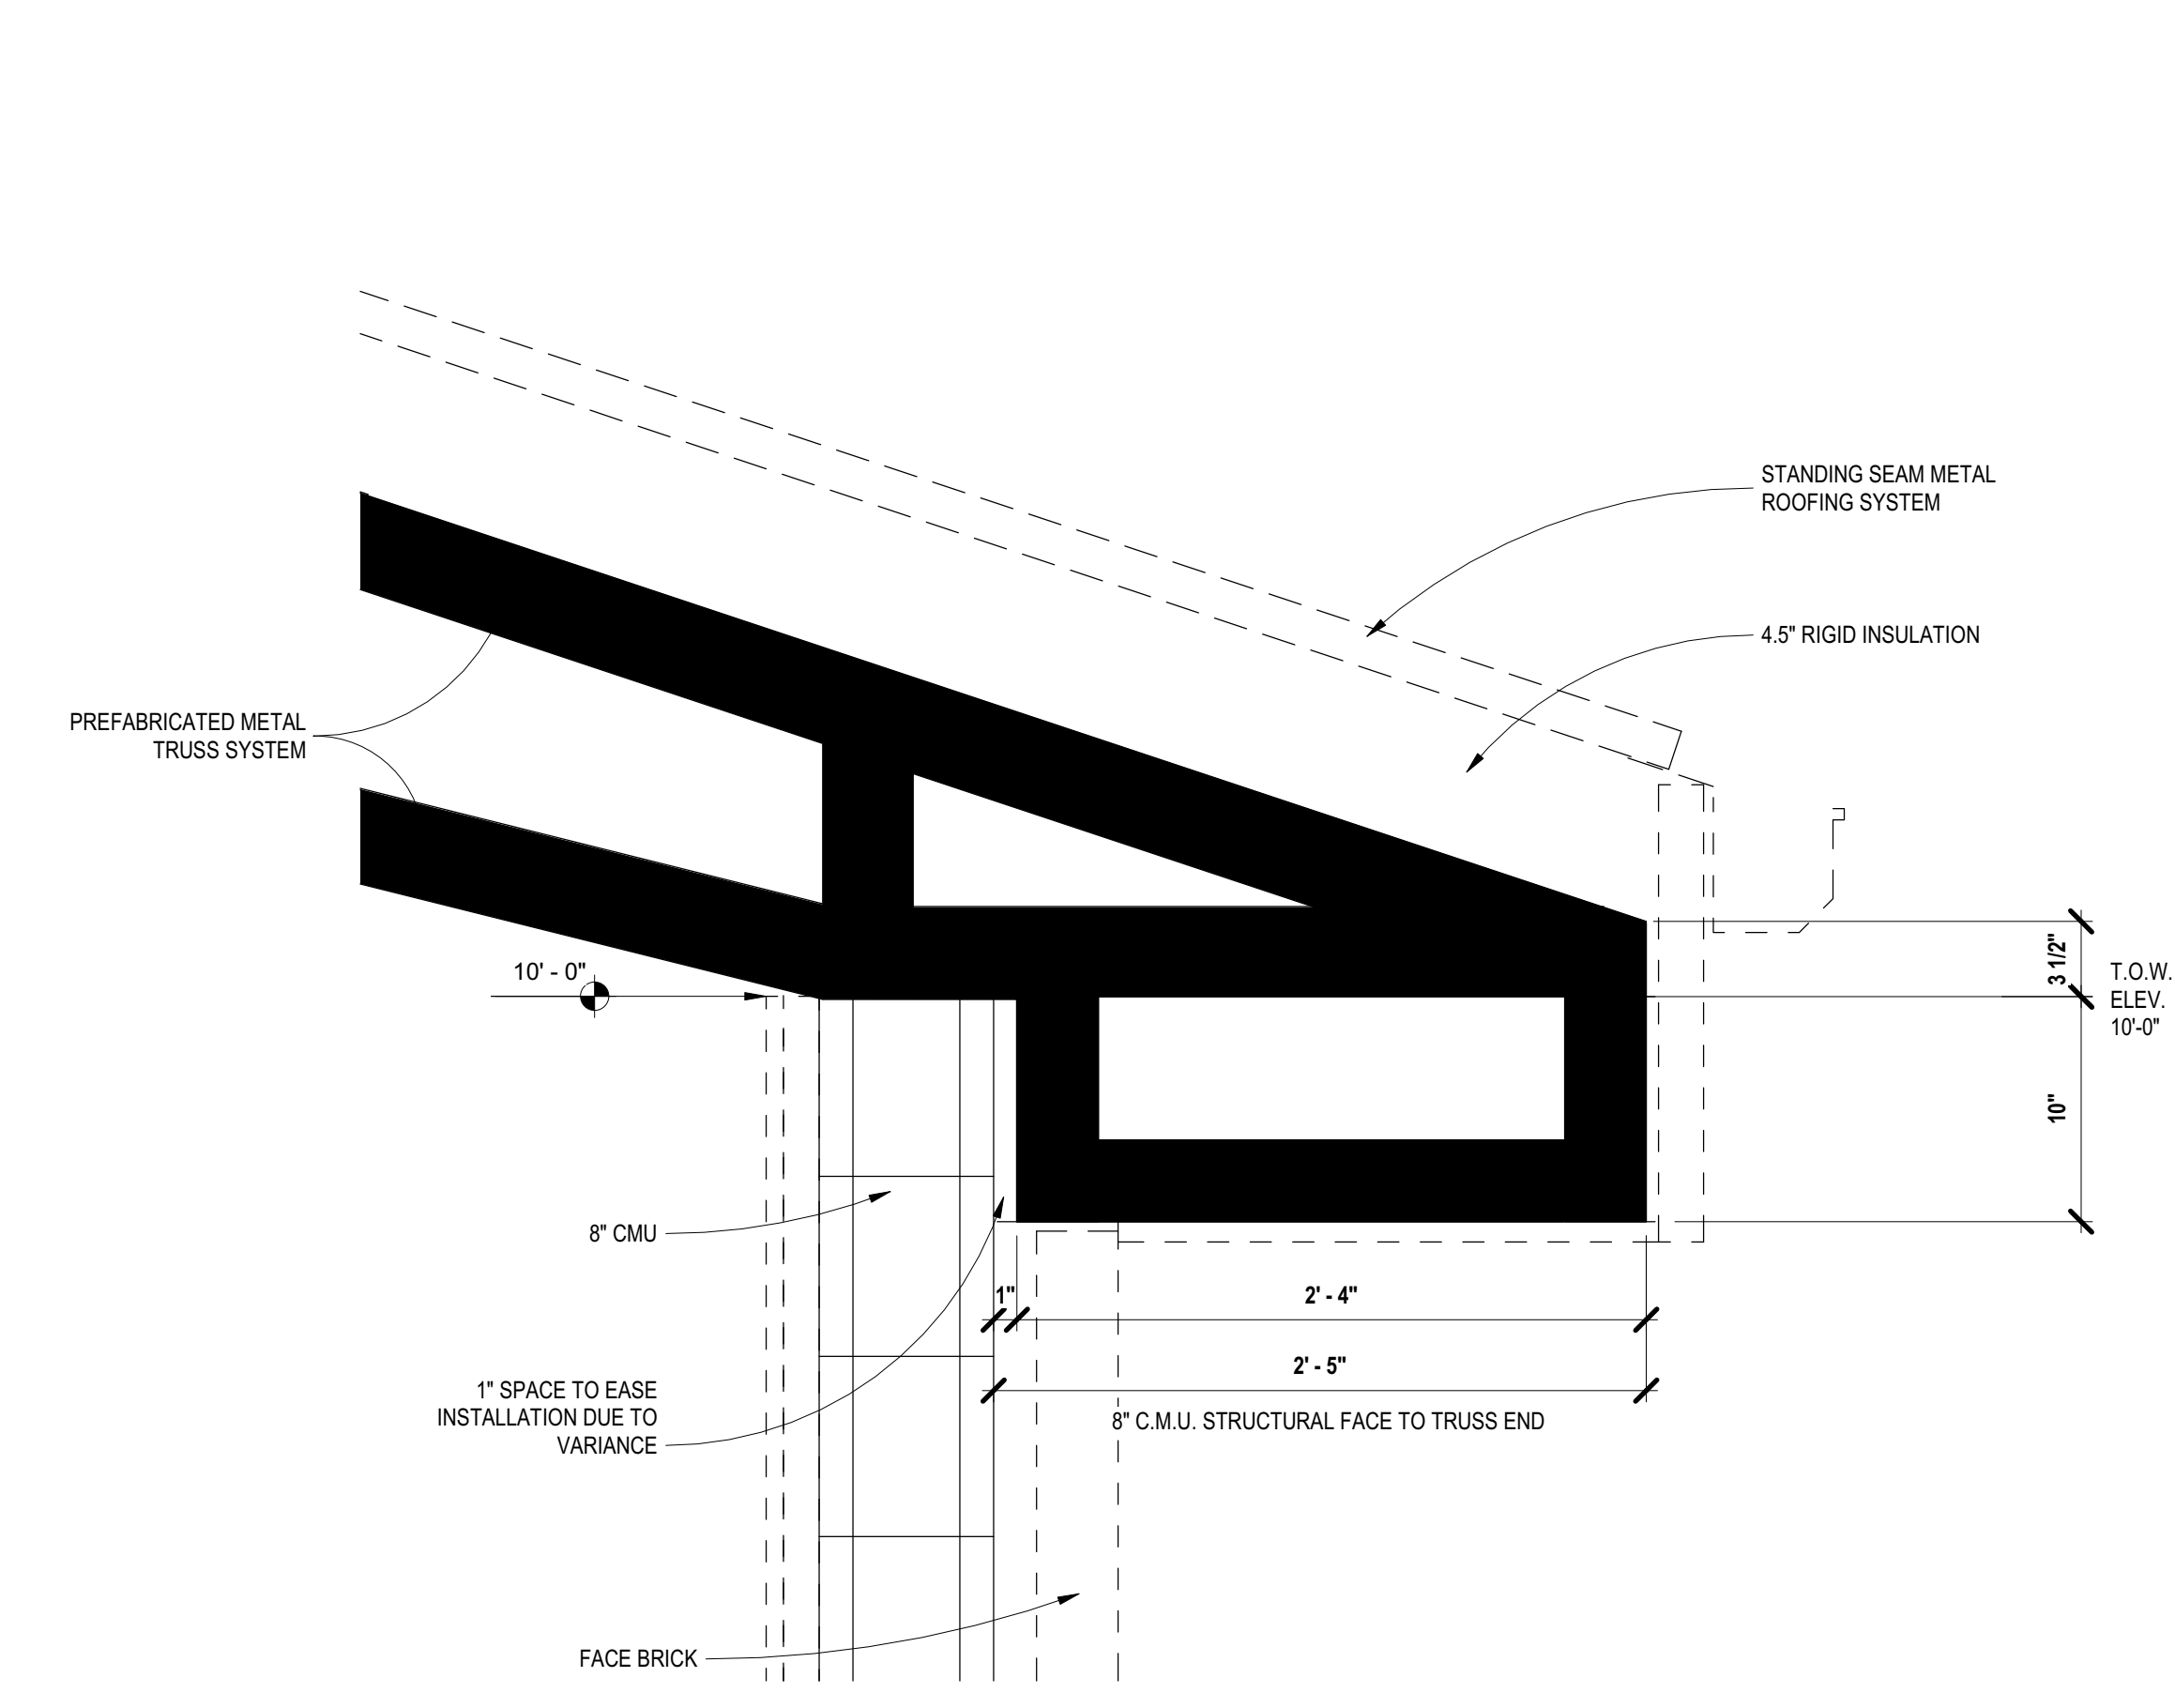 STANDING SEAM METAL
ROOFING SYSTEM
4.5" RIGID INSULATION
PREFABRICATED METAL
TRUSS SYSTEM
10' - 0"
3 1/2"
T.O.W.
ELEV.
10'-0"
10"
8" CMU
1"
2' - 4"
2' - 5"
8" C.M.U. STRUCTURAL FACE TO TRUSS END
1" SPACE TO EASE
INSTALLATION DUE TO
VARIANCE
FACE BRICK